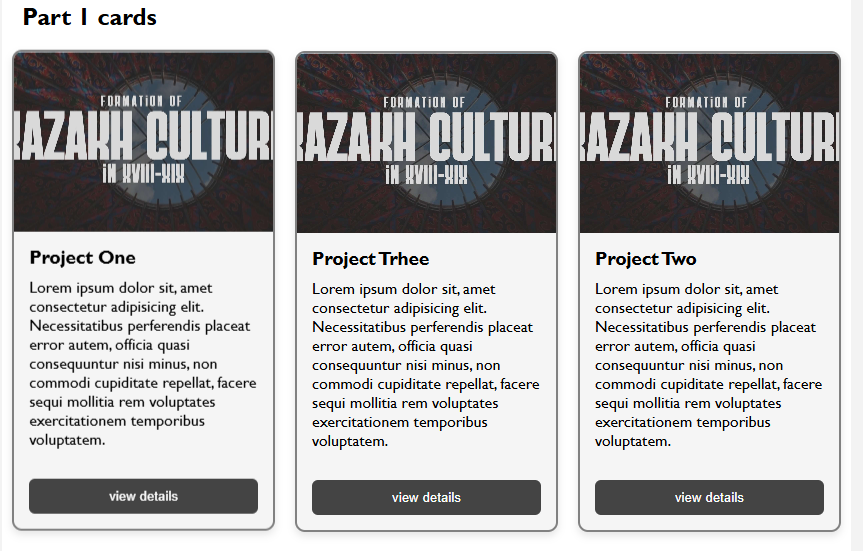 Part 1 cards
FORMATION OF
KAZAKH CULTURE
iN XVIII-XIX
Project One
Lorem ipsum dolor sit, amet
consectetur adipisicing elit.
Necessitatibus perferendis placeat
error autem, officia quasi
consequuntur nisi minus, non
commodi cupiditate repellat, facere
sequi mollitia rem voluptates
exercitationem temporibus
voluptatem.
view details
FORMATION OF
KAZAKH CULTURE
iN XVIII-XIX
Project Trhee
Lorem ipsum dolor sit, amet
consectetur adipisicing elit.
Necessitatibus perferendis placeat
error autem, officia quasi
consequuntur nisi minus, non
commodi cupiditate repellat, facere
sequi mollitia rem voluptates
exercitationem temporibus
voluptatem.
view details
FORMATION OF
KAZAKH CULTURE
iN XVIII-XIX
Project Two
Lorem ipsum dolor sit, amet
consectetur adipisicing elit.
Necessitatibus perferendis placeat
error autem, officia quasi
consequuntur nisi minus, non
commodi cupiditate repellat, facere
sequi mollitia rem voluptates
exercitationem temporibus
voluptatem.
view details